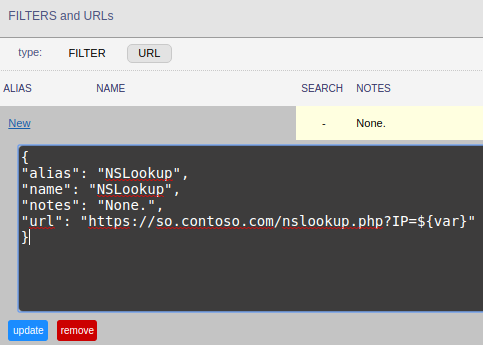 FILTERS and URLs
type: FILTER URL
ALIAS NAME SEARCH NOTES
New - None.
{
"alias": "NSLookup",
"name": "NSLookup",
"notes": "None.",
"url": "https://so.contoso.com/nslookup.php?IP=${var}"
}
update remove